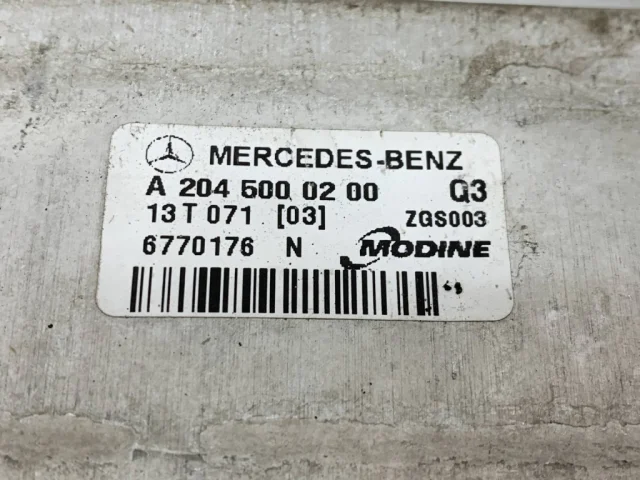 MERCEDES-BENZ
A 204 500 02 00 Q3
13 T 071 [03] ZGS003
6770176 N MODINE